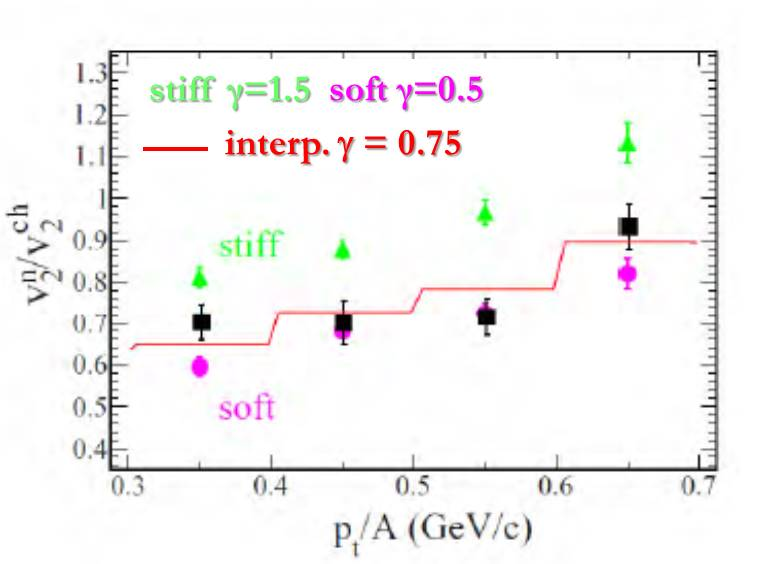 stiff γ=1.5 soft γ=0.5
interp. γ = 0.75
stiff
soft
1.3
1.2
1.1
1
0.9
0.8
0.7
0.6
0.5
0.4
v₂ⁿ/v₂ᶜʰ
0.3 0.4 0.5 0.6 0.7
pₜ/A (GeV/c)